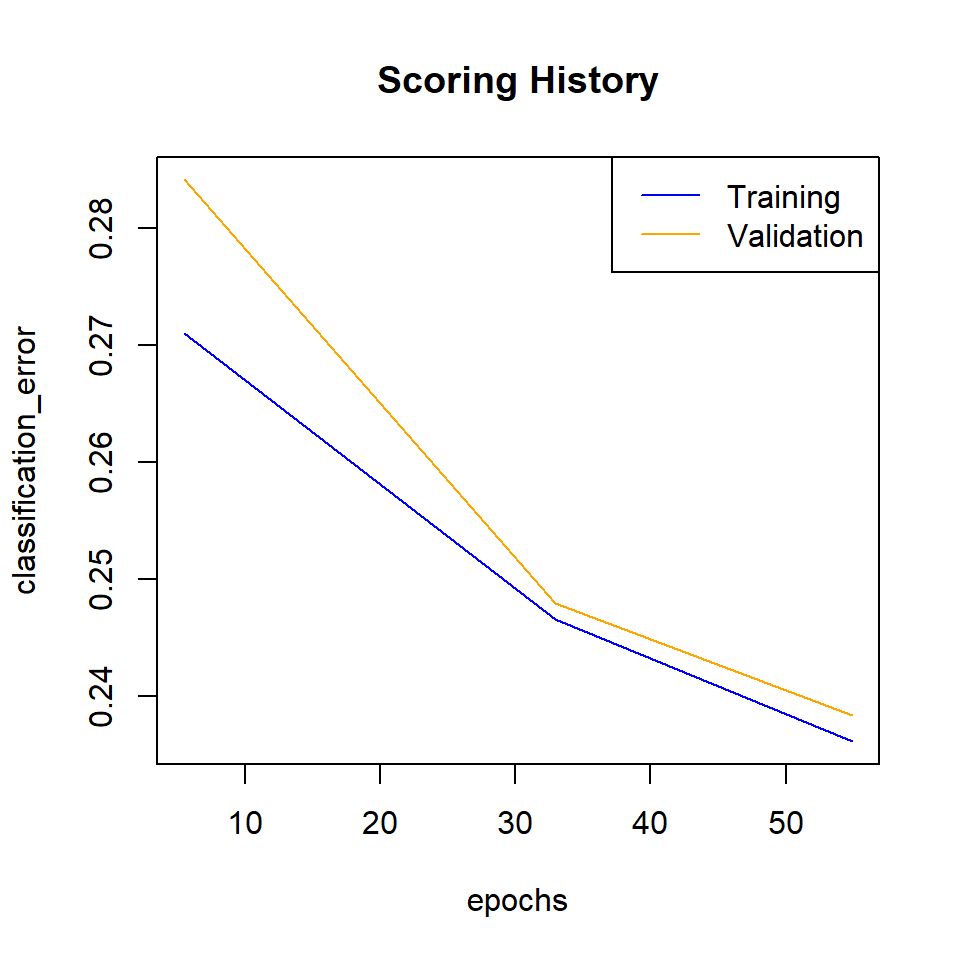 Scoring History
Training
Validation
classification_error
0.28
0.27
0.26
0.25
0.24
10 20 30 40 50
epochs